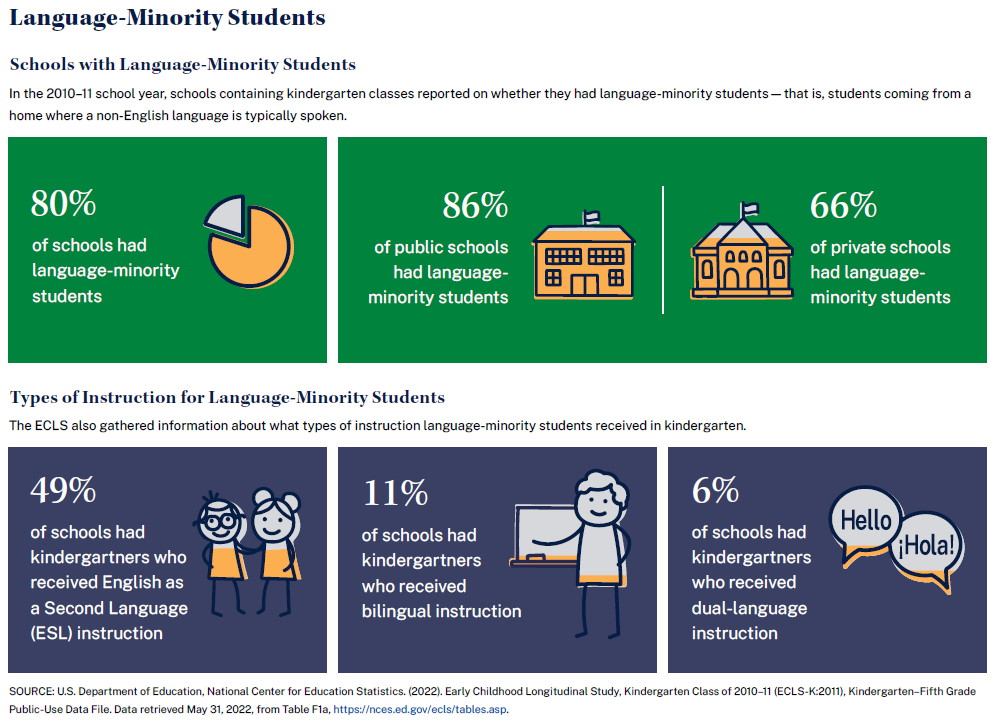 Language-Minority Students
Schools with Language-Minority Students
In the 2010–11 school year, schools containing kindergarten classes reported on whether they had language-minority students—that is, students coming from a
home where a non-English language is typically spoken.
80%
of schools had
language-minority
students
86%
of public schools
had language-
minority students
66%
of private schools
had language-
minority students
Types of Instruction for Language-Minority Students
The ECLS also gathered information about what types of instruction language-minority students received in kindergarten.
49%
of schools had
kindergartners who
received English as
a Second Language
(ESL) instruction
11%
of schools had
kindergartners
who received
bilingual instruction
6%
of schools had
kindergartners
who received
dual-language
instruction
Hello
¡Hola!
SOURCE: U.S. Department of Education, National Center for Education Statistics. (2022). Early Childhood Longitudinal Study, Kindergarten Class of 2010–11 (ECLS-K:2011), Kindergarten–Fifth Grade
Public-Use Data File. Data retrieved May 31, 2022, from Table F1a, https://nces.ed.gov/ecls/tables.asp.